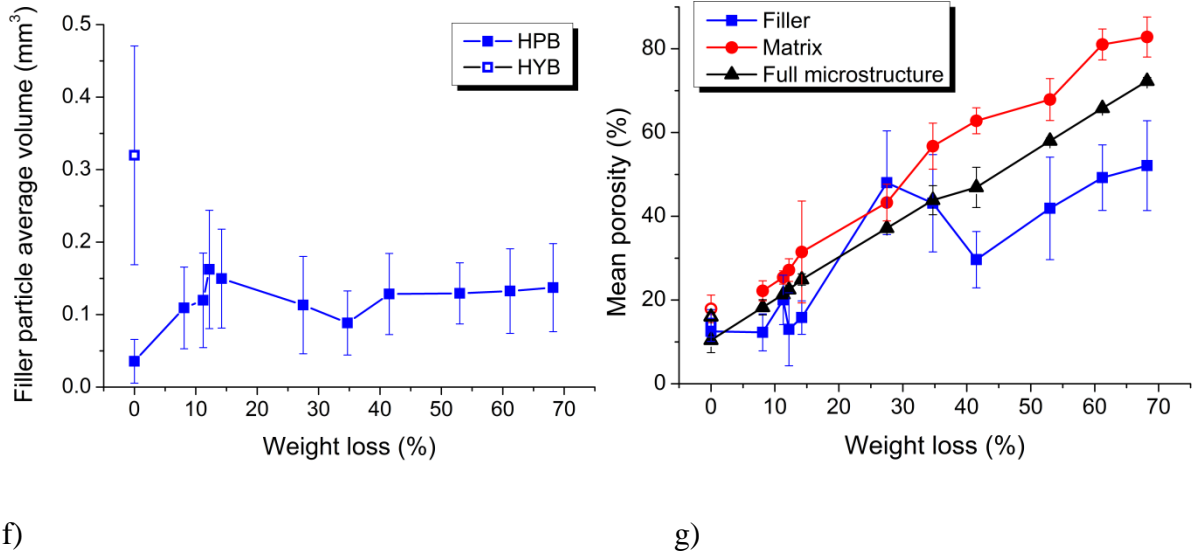 Filler particle average volume (mm³)
0.5
0.4
0.3
0.2
0.1
0.0
HPB
HYB
0 10 20 30 40 50 60 70
Weight loss (%)
Mean porosity (%)
80
60
40
20
0
Filler
Matrix
Full microstructure
0 10 20 30 40 50 60 70
Weight loss (%)
f) g)